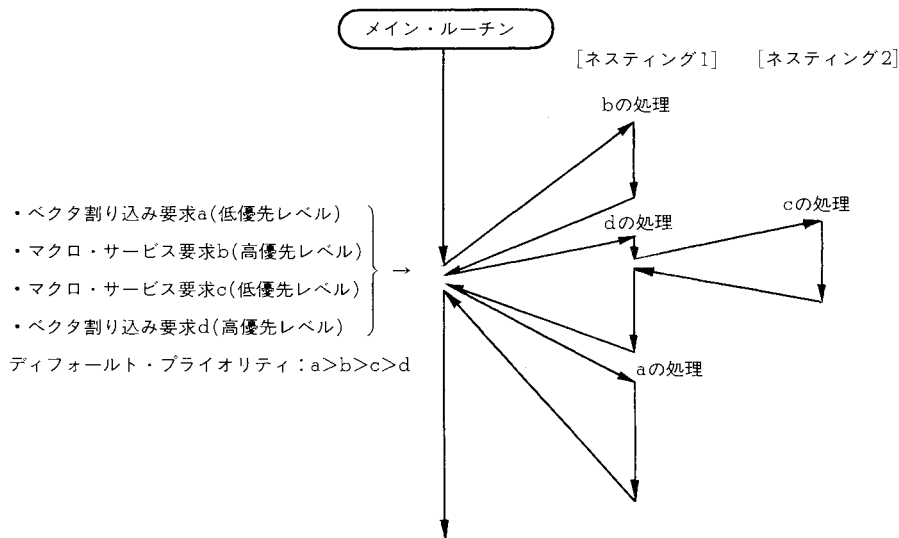 メイン・ルーチン
[ネスティング1]
[ネスティング2]
bの処理
・ベクタ割り込み要求a(低優先レベル)
・マクロ・サービス要求b(高優先レベル)
・マクロ・サービス要求c(低優先レベル)
・ベクタ割り込み要求d(高優先レベル)
ディフォールト・プライオリティ：a>b>c>d
→
dの処理
cの処理
aの処理